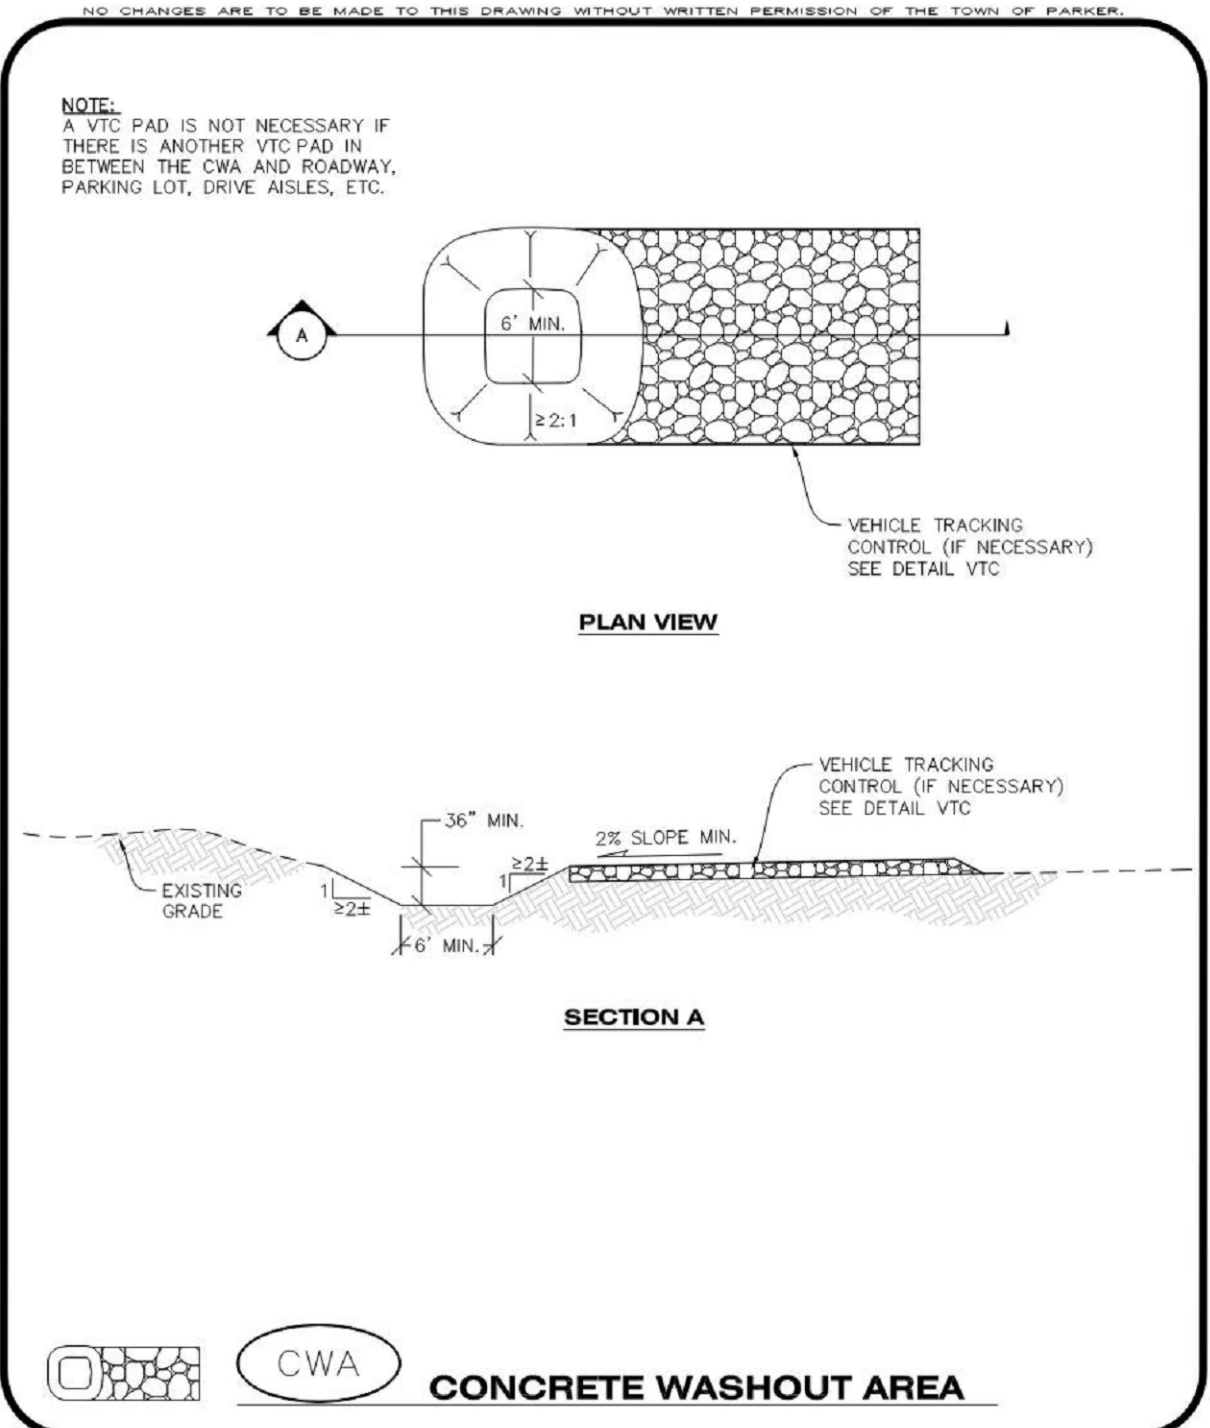 NO CHANGES ARE TO BE MADE TO THIS DRAWING WITHOUT WRITTEN PERMISSION OF THE TOWN OF PARKER.
NOTE:
A VTC PAD IS NOT NECESSARY IF
THERE IS ANOTHER VTC PAD IN
BETWEEN THE CWA AND ROADWAY,
PARKING LOT, DRIVE AISLES, ETC.
A
6' MIN.
≥2:1
VEHICLE TRACKING
CONTROL (IF NECESSARY)
SEE DETAIL VTC
PLAN VIEW
VEHICLE TRACKING
CONTROL (IF NECESSARY)
SEE DETAIL VTC
36" MIN.
2% SLOPE MIN.
EXISTING
GRADE
1
≥2±
1
≥2±
6' MIN.
SECTION A
CWA
CONCRETE WASHOUT AREA